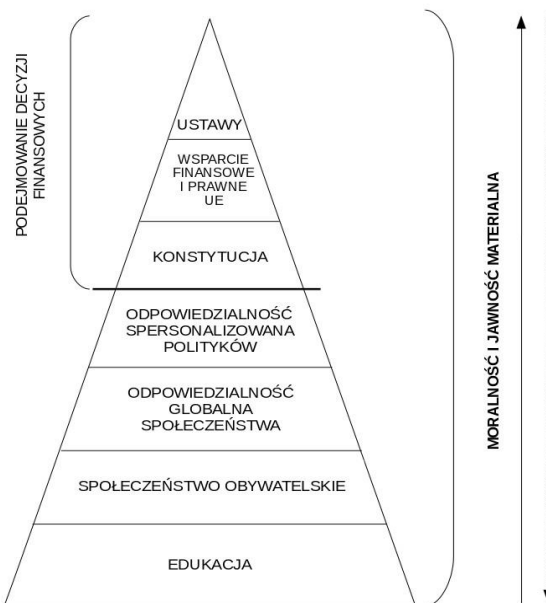 PODEJMOWANIE DECYZJI
FINANSOWYCH
USTAWY
WSPARCIE
FINANSOWE
I PRAWNE
UE
KONSTYTUCJA
ODPOWIEDZIALNOŚĆ
SPERSONALIZOWANA
POLITYKÓW
ODPOWIEDZIALNOŚĆ
GLOBALNA
SPOŁECZEŃSTWA
SPOŁECZEŃSTWO OBYWATELSKIE
EDUKACJA
MORALNOŚĆ I JAWNOŚĆ MATERIALNA